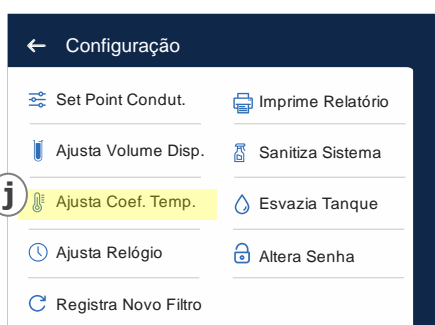 ← Configuração
Set Point Condut.
Imprime Relatório
Ajusta Volume Disp.
Sanitiza Sistema
j
Ajusta Coef. Temp.
Esvazia Tanque
Ajusta Relógio
Altera Senha
Registra Novo Filtro